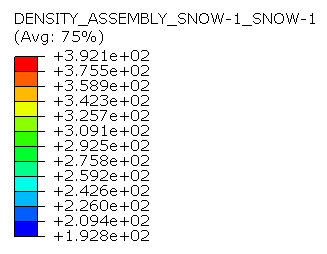 DENSITY_ASSEMBLY_SNOW-1_SNOW-1
(Avg: 75%)
+3.921e+02
+3.755e+02
+3.589e+02
+3.423e+02
+3.257e+02
+3.091e+02
+2.925e+02
+2.758e+02
+2.592e+02
+2.426e+02
+2.260e+02
+2.094e+02
+1.928e+02